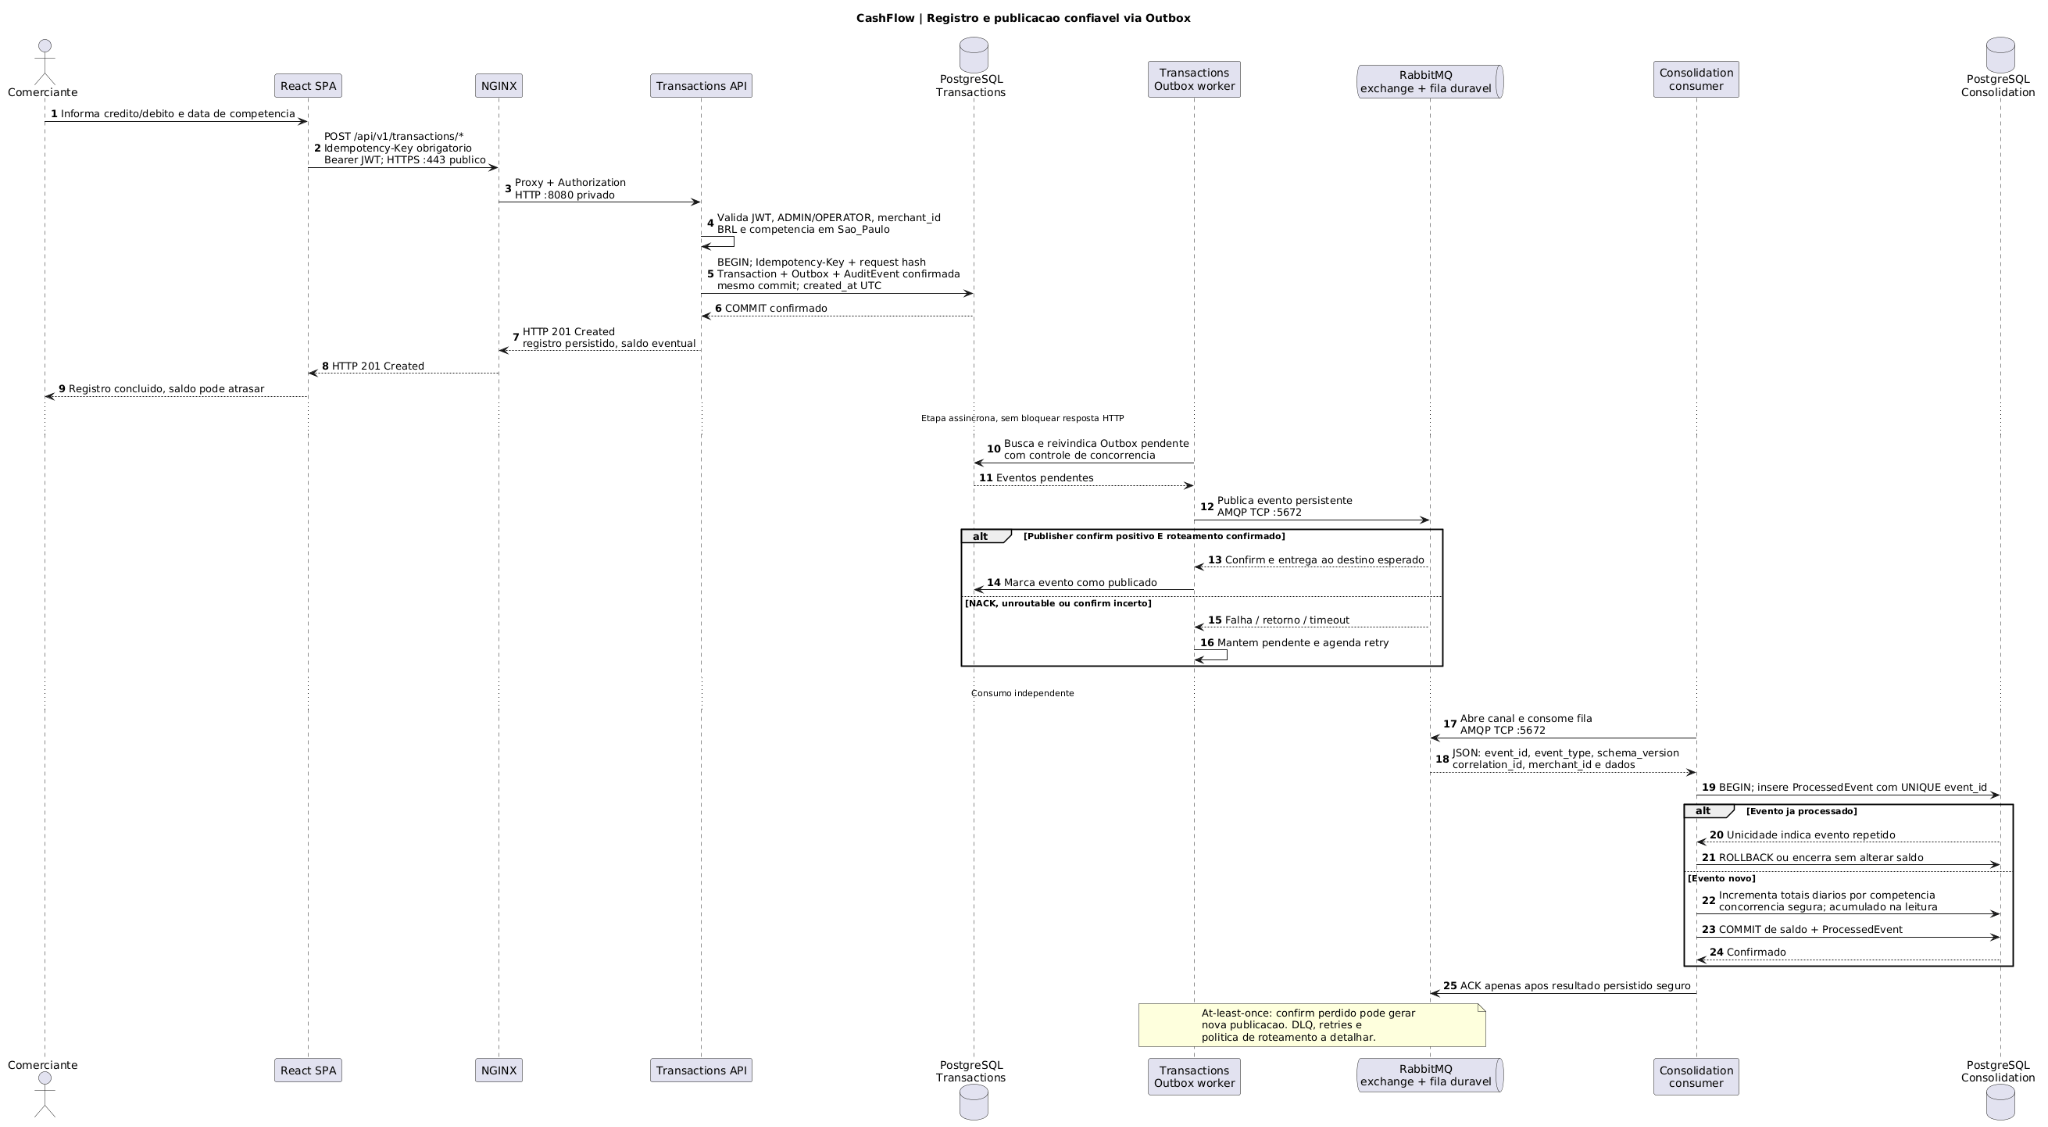 CashFlow | Registro e publicacao confiavel via Outbox
Comerciante
React SPA
NGINX
Transactions API
PostgreSQL
Transactions
Transactions
Outbox worker
RabbitMQ
exchange + fila duravel
Consolidation
consumer
PostgreSQL
Consolidation
1 Informa credito/debito e data de competencia
POST /api/v1/transactions/*
2 Idempotency-Key obrigatorio
Bearer JWT; HTTPS :443 publico
3 Proxy + Authorization
HTTP :8080 privado
4 Valida JWT, ADMIN/OPERATOR, merchant_id
BRL e competencia em Sao_Paulo
BEGIN; Idempotency-Key + request hash
5 Transaction + Outbox + AuditEvent confirmada
mesmo commit; created_at UTC
6 COMMIT confirmado
7 HTTP 201 Created
registro persistido, saldo eventual
8 HTTP 201 Created
9 Registro concluido, saldo pode atrasar
Etapa assincrona, sem bloquear resposta HTTP
10 Busca e reivindica Outbox pendente
com controle de concorrencia
11 Eventos pendentes
12 Publica evento persistente
AMQP TCP :5672
alt [Publisher confirm positivo E roteamento confirmado]
13 Confirm e entrega ao destino esperado
14 Marca evento como publicado
[NACK, unroutable ou confirm incerto]
15 Falha / retorno / timeout
16 Mantem pendente e agenda retry
Consumo independente
17 Abre canal e consome fila
AMQP TCP :5672
18 JSON: event_id, event_type, schema_version
correlation_id, merchant_id e dados
19 BEGIN; insere ProcessedEvent com UNIQUE event_id
alt [Evento ja processado]
20 Unicidade indica evento repetido
21 ROLLBACK ou encerra sem alterar saldo
[Evento novo]
22 Incrementa totais diarios por competencia
concorrencia segura; acumulado na leitura
23 COMMIT de saldo + ProcessedEvent
24 Confirmado
25 ACK apenas apos resultado persistido seguro
At-least-once: confirm perdido pode gerar
nova publicacao. DLQ, retries e
politica de roteamento a detalhar.
Comerciante
React SPA
NGINX
Transactions API
PostgreSQL
Transactions
Transactions
Outbox worker
RabbitMQ
exchange + fila duravel
Consolidation
consumer
PostgreSQL
Consolidation